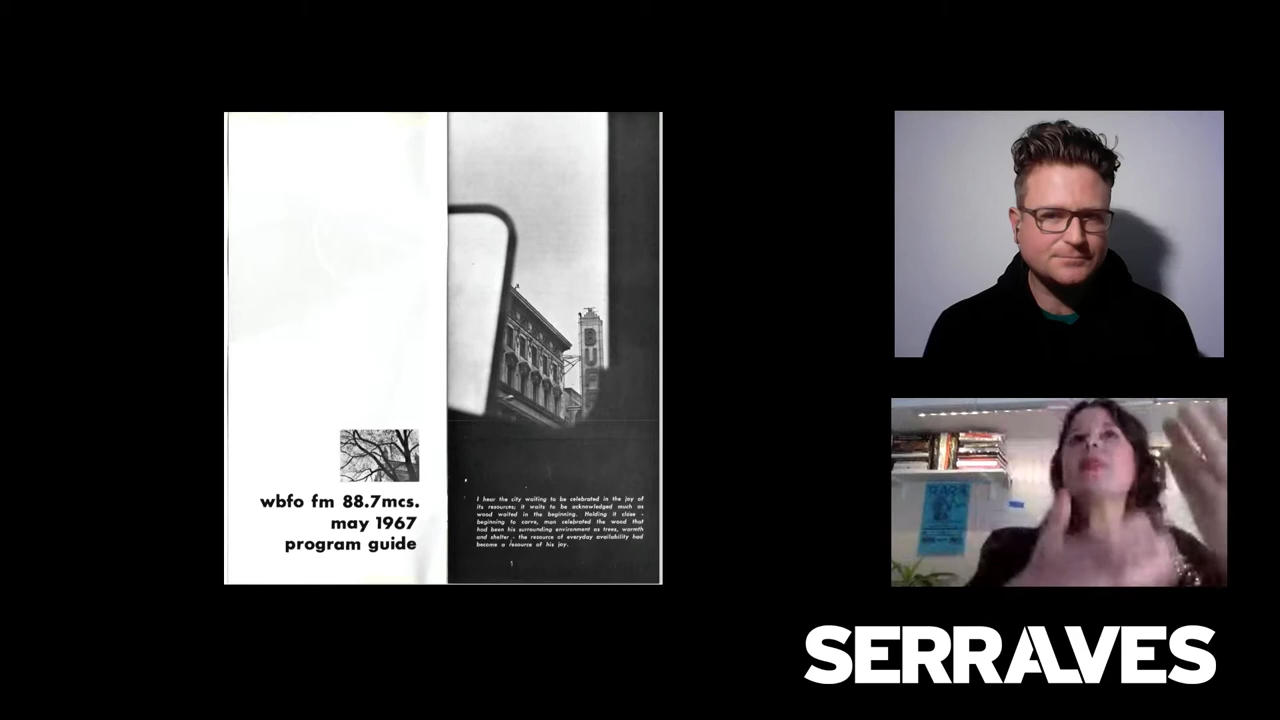 wbfo fm 88.7mcs.
may 1967
program guide
I hear the city waiting to be celebrated in the joy of
its resources; it waits to be acknowledged much as
wood waited in the beginning. Holding it close -
beginning to carve, man celebrated the wood that
had been his surrounding environment as trees, warmth
and shelter - the resource of everyday availability had
become a resource of his joy.
1
BUF
RARA
SERRALVES